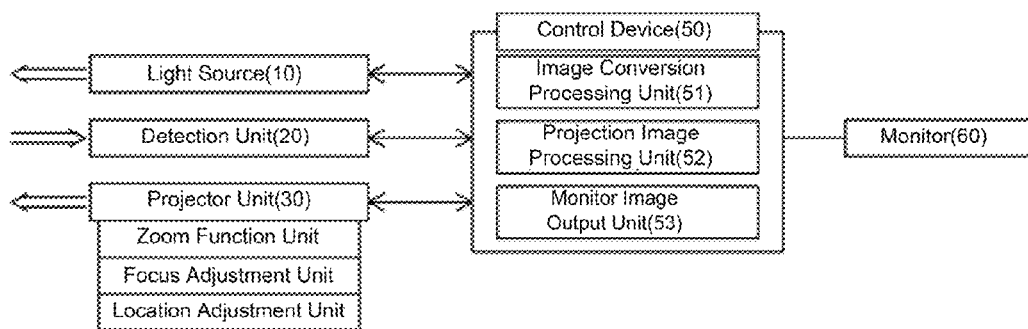 Control Device(50)
Light Source(10)
Image Conversion
Processing Unit(51)
Detection Unit(20)
Projection Image
Processing Unit(52)
Monitor(60)
Projector Unit(30)
Monitor Image
Output Unit(53)
Zoom Function Unit
Focus Adjustment Unit
Location Adjustment Unit